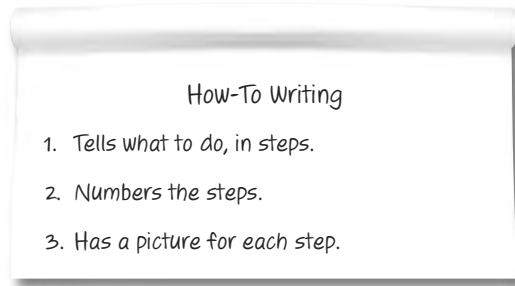 How-To Writing
1. Tells what to do, in steps.
2. Numbers the steps.
3. Has a picture for each step.